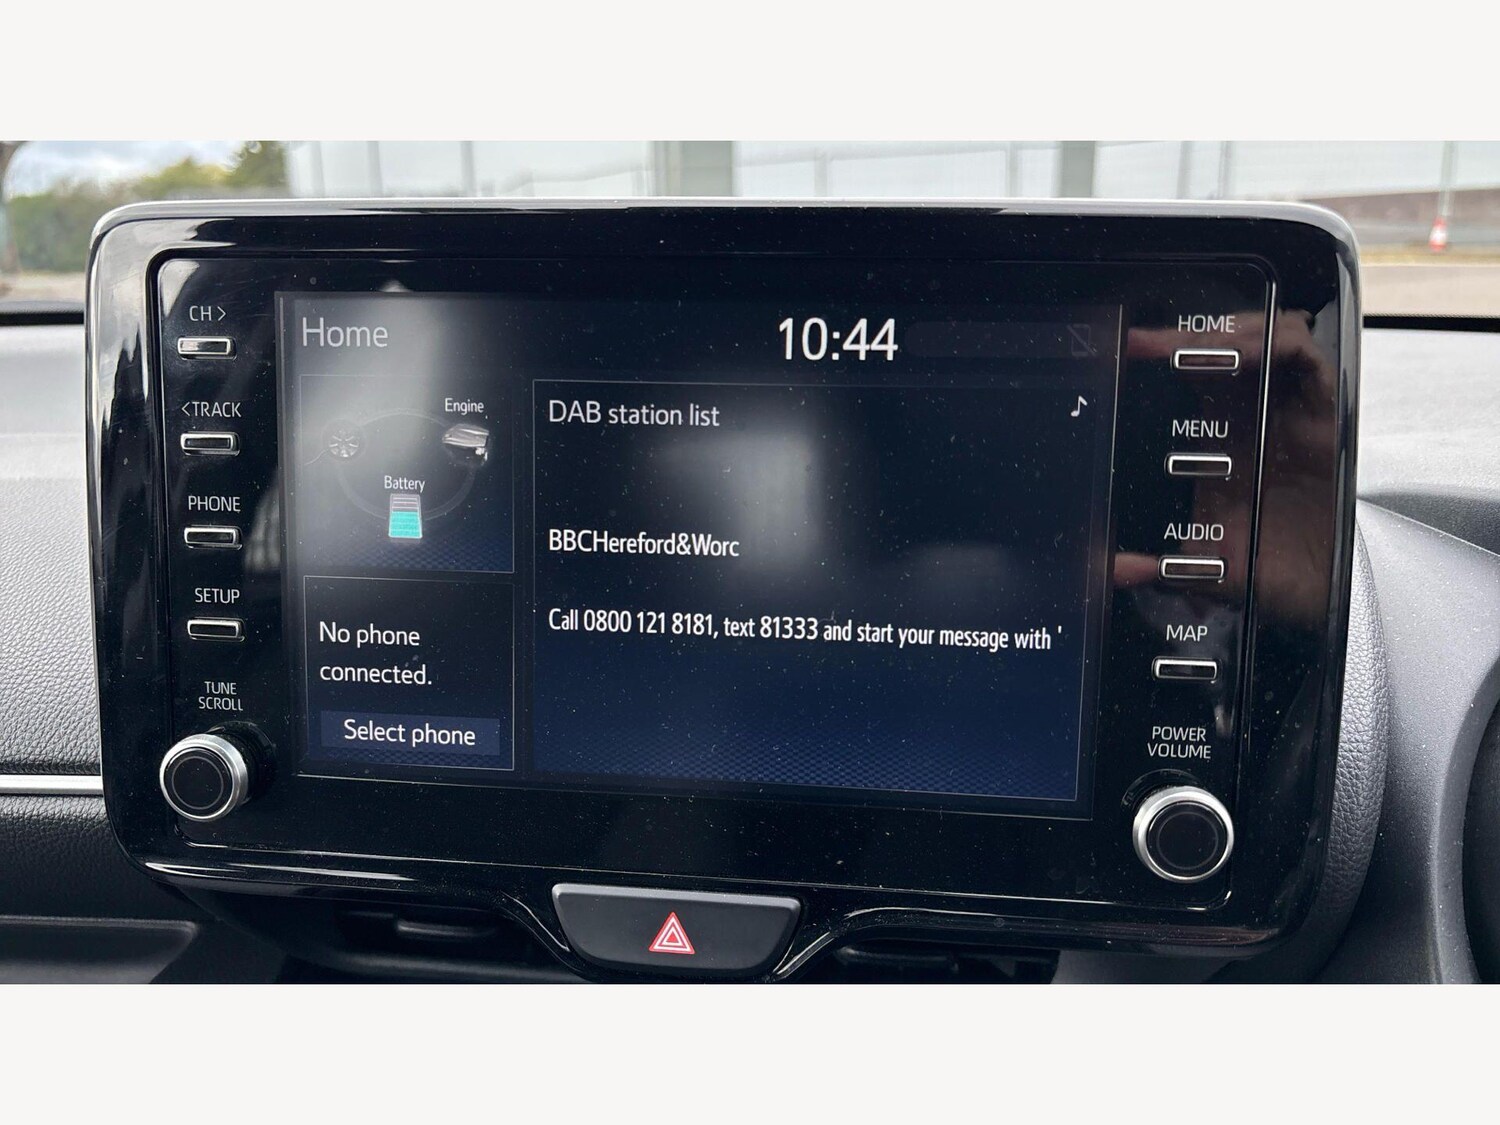 CH >
<TRACK
PHONE
SETUP
TUNE
SCROLL
Home
10:44
Engine
Battery
No phone
connected.
Select phone
DAB station list
BBCHereford&Worc
Call 0800 121 8181, text 81333 and start your message with '
HOME
MENU
AUDIO
MAP
POWER
VOLUME